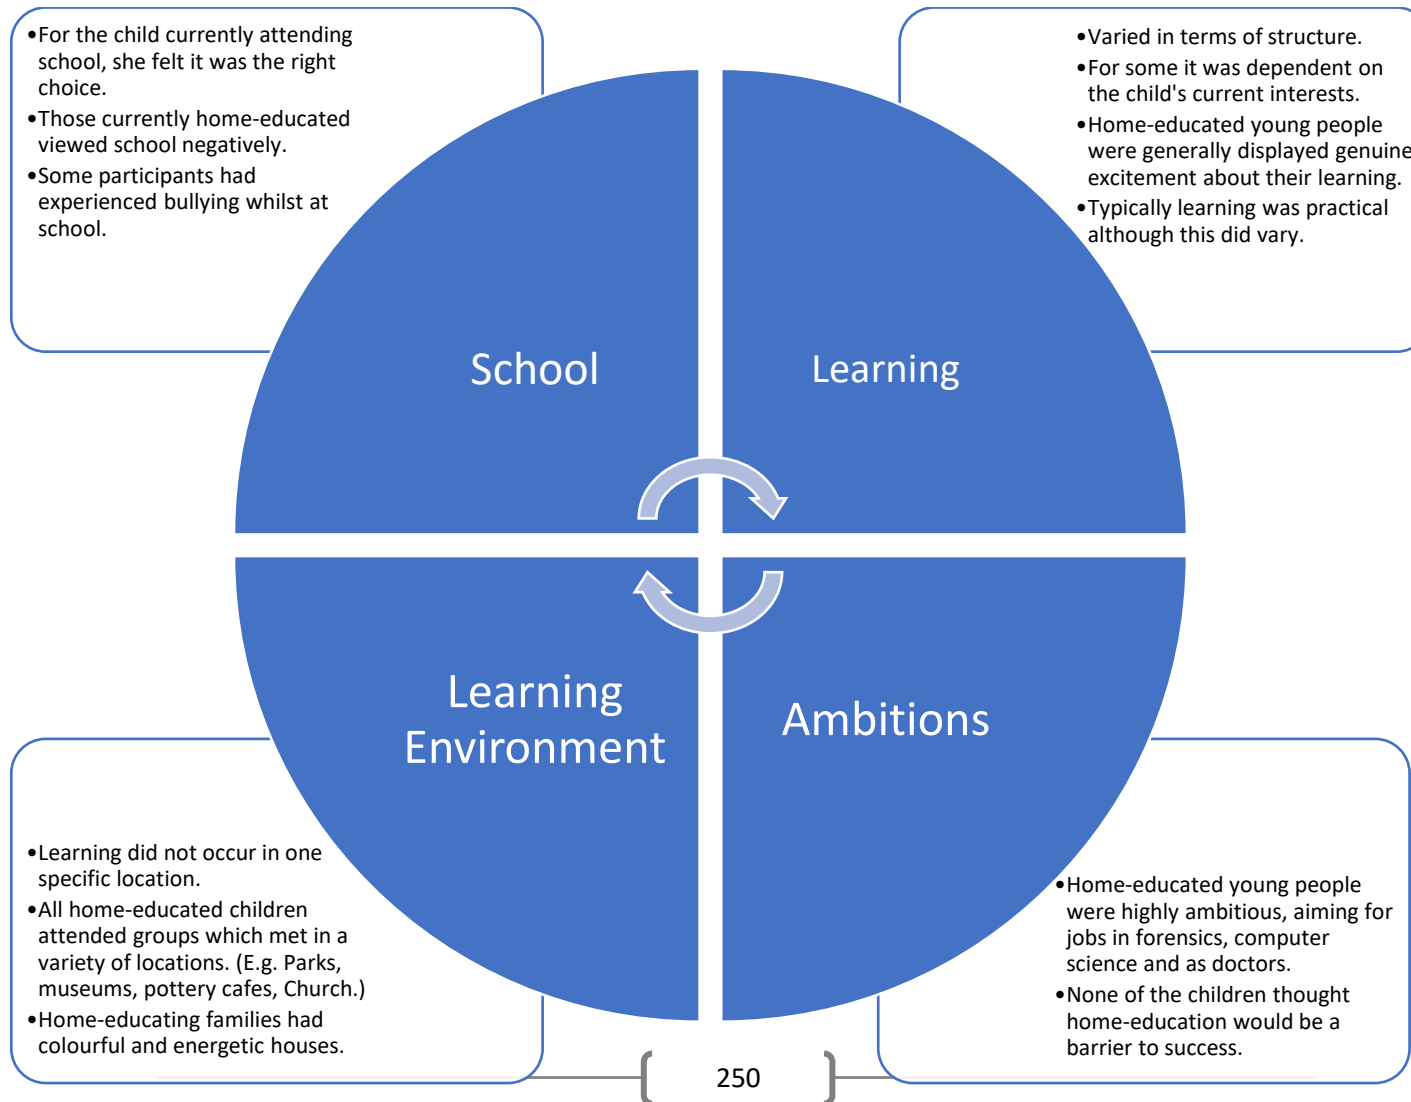 •For the child currently attending
school, she felt it was the right
choice.
•Those currently home-educated
viewed school negatively.
•Some participants had
experienced bullying whilst at
school.
•Varied in terms of structure.
•For some it was dependent on
the child's current interests.
•Home-educated young people
were generally displayed genuine
excitement about their learning.
•Typically learning was practical
although this did vary.
School
Learning
Learning
Environment
Ambitions
•Learning did not occur in one
specific location.
•All home-educated children
attended groups which met in a
variety of locations. (E.g. Parks,
museums, pottery cafes, Church.)
•Home-educating families had
colourful and energetic houses.
•Home-educated young people
were highly ambitious, aiming for
jobs in forensics, computer
science and as doctors.
•None of the children thought
home-education would be a
barrier to success.
250